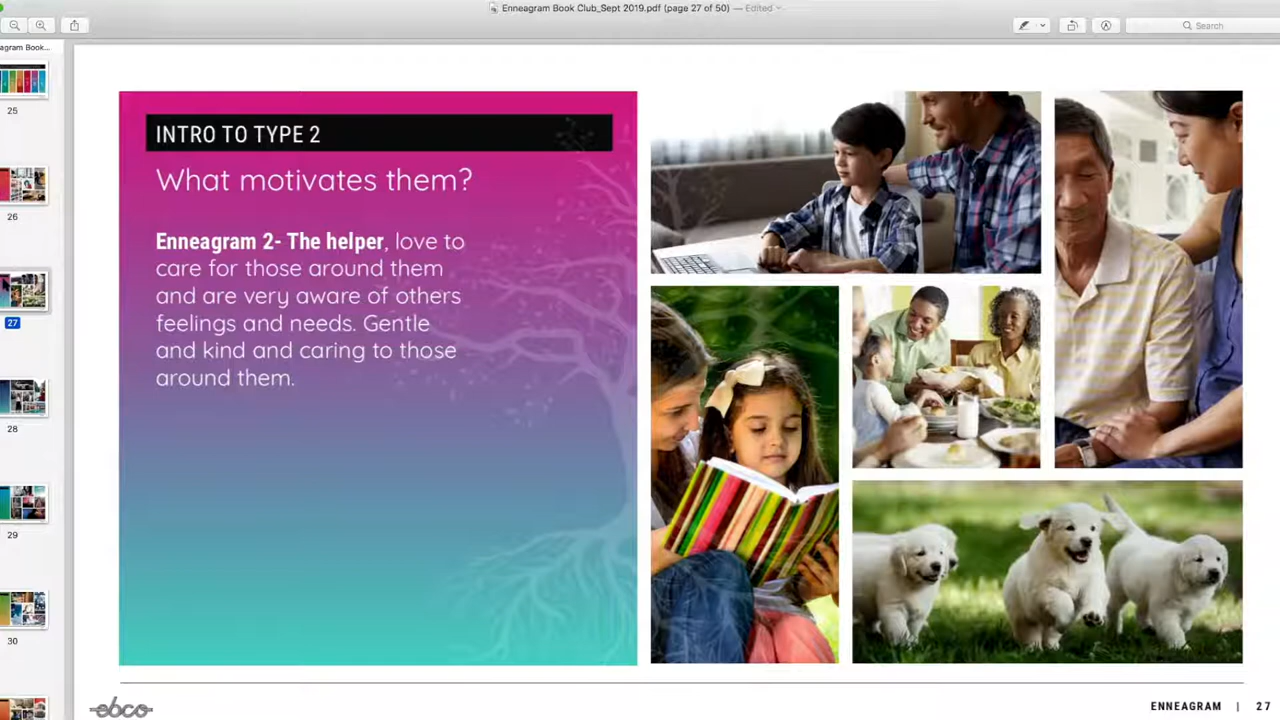 Enneagram Book Club_Sept 2019.pdf (page 27 of 50) — Edited
Search
agram Book...
25
26
27
28
29
30
INTRO TO TYPE 2
What motivates them?
Enneagram 2- The helper, love to
care for those around them
and are very aware of others
feelings and needs. Gentle
and kind and caring to those
around them.
ebco
ENNEAGRAM | 27